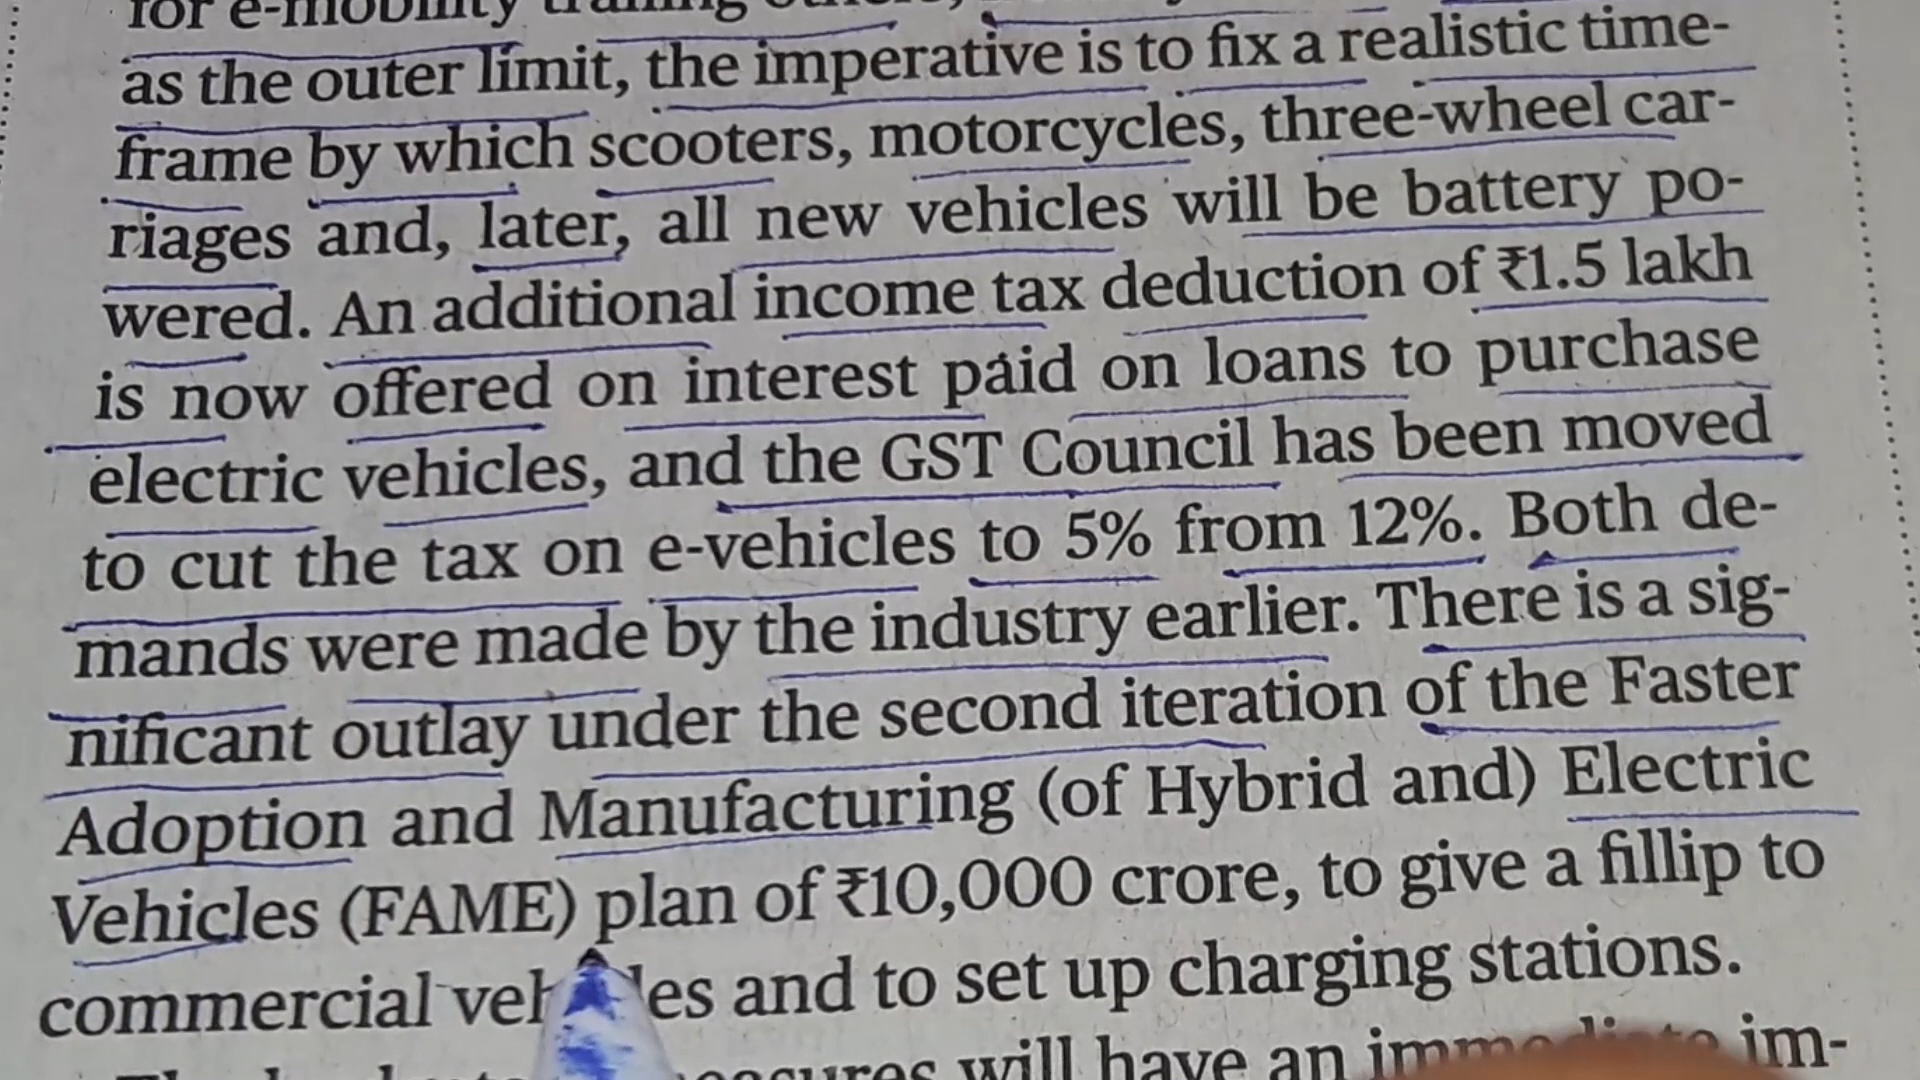 for e-mobility training
as the outer limit, the imperative is to fix a realistic time-
frame by which scooters, motorcycles, three-wheel car-
riages and, later, all new vehicles will be battery po-
wered. An additional income tax deduction of ₹1.5 lakh
is now offered on interest paid on loans to purchase
electric vehicles, and the GST Council has been moved
to cut the tax on e-vehicles to 5% from 12%. Both de-
mands were made by the industry earlier. There is a sig-
nificant outlay under the second iteration of the Faster
Adoption and Manufacturing (of Hybrid and) Electric
Vehicles (FAME) plan of ₹10,000 crore, to give a fillip to
commercial vehicles and to set up charging stations.
will have an immediate im-